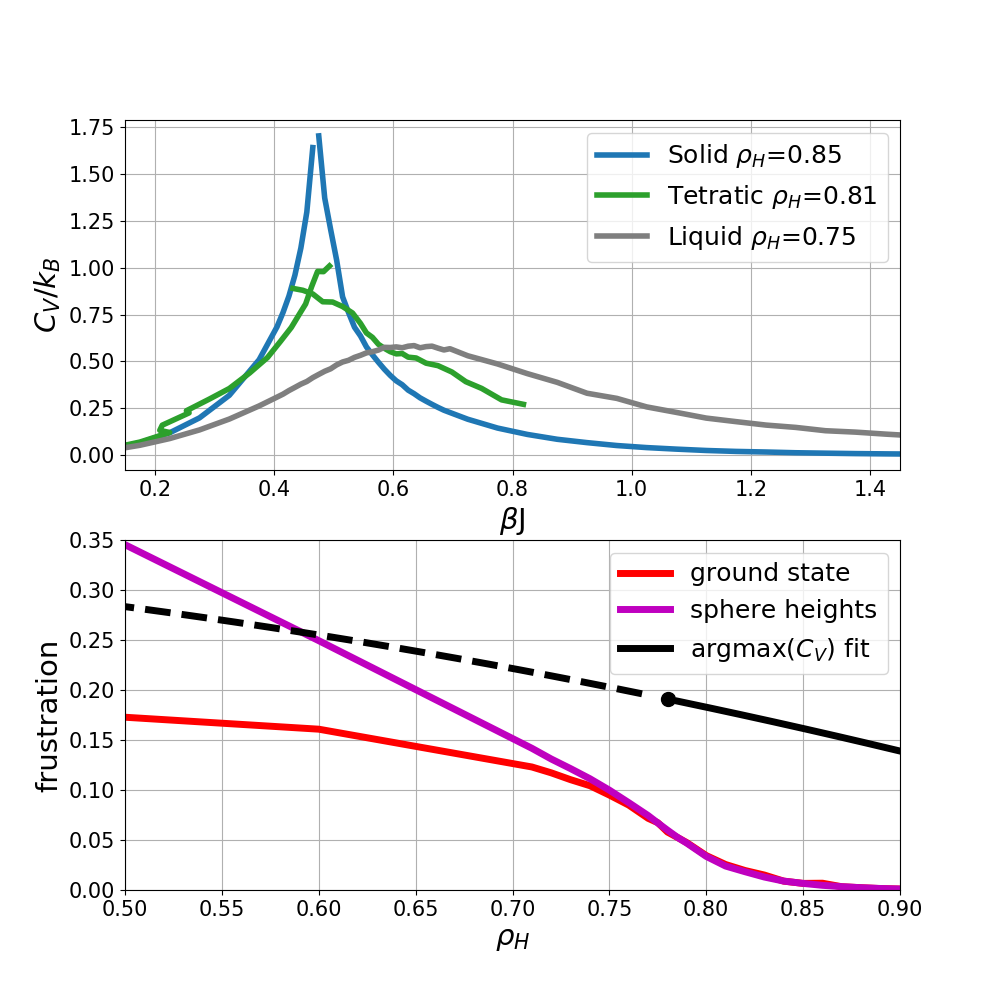 1.75
1.50
1.25
1.00
0.75
0.50
0.25
0.00
C_V/k_B
Solid ρ_H=0.85
Tetratic ρ_H=0.81
Liquid ρ_H=0.75
0.2 0.4 0.6 0.8 1.0 1.2 1.4
βJ
0.35
0.30
0.25
0.20
0.15
0.10
0.05
0.00
frustration
ground state
sphere heights
argmax(C_V) fit
0.50 0.55 0.60 0.65 0.70 0.75 0.80 0.85 0.90
ρ_H